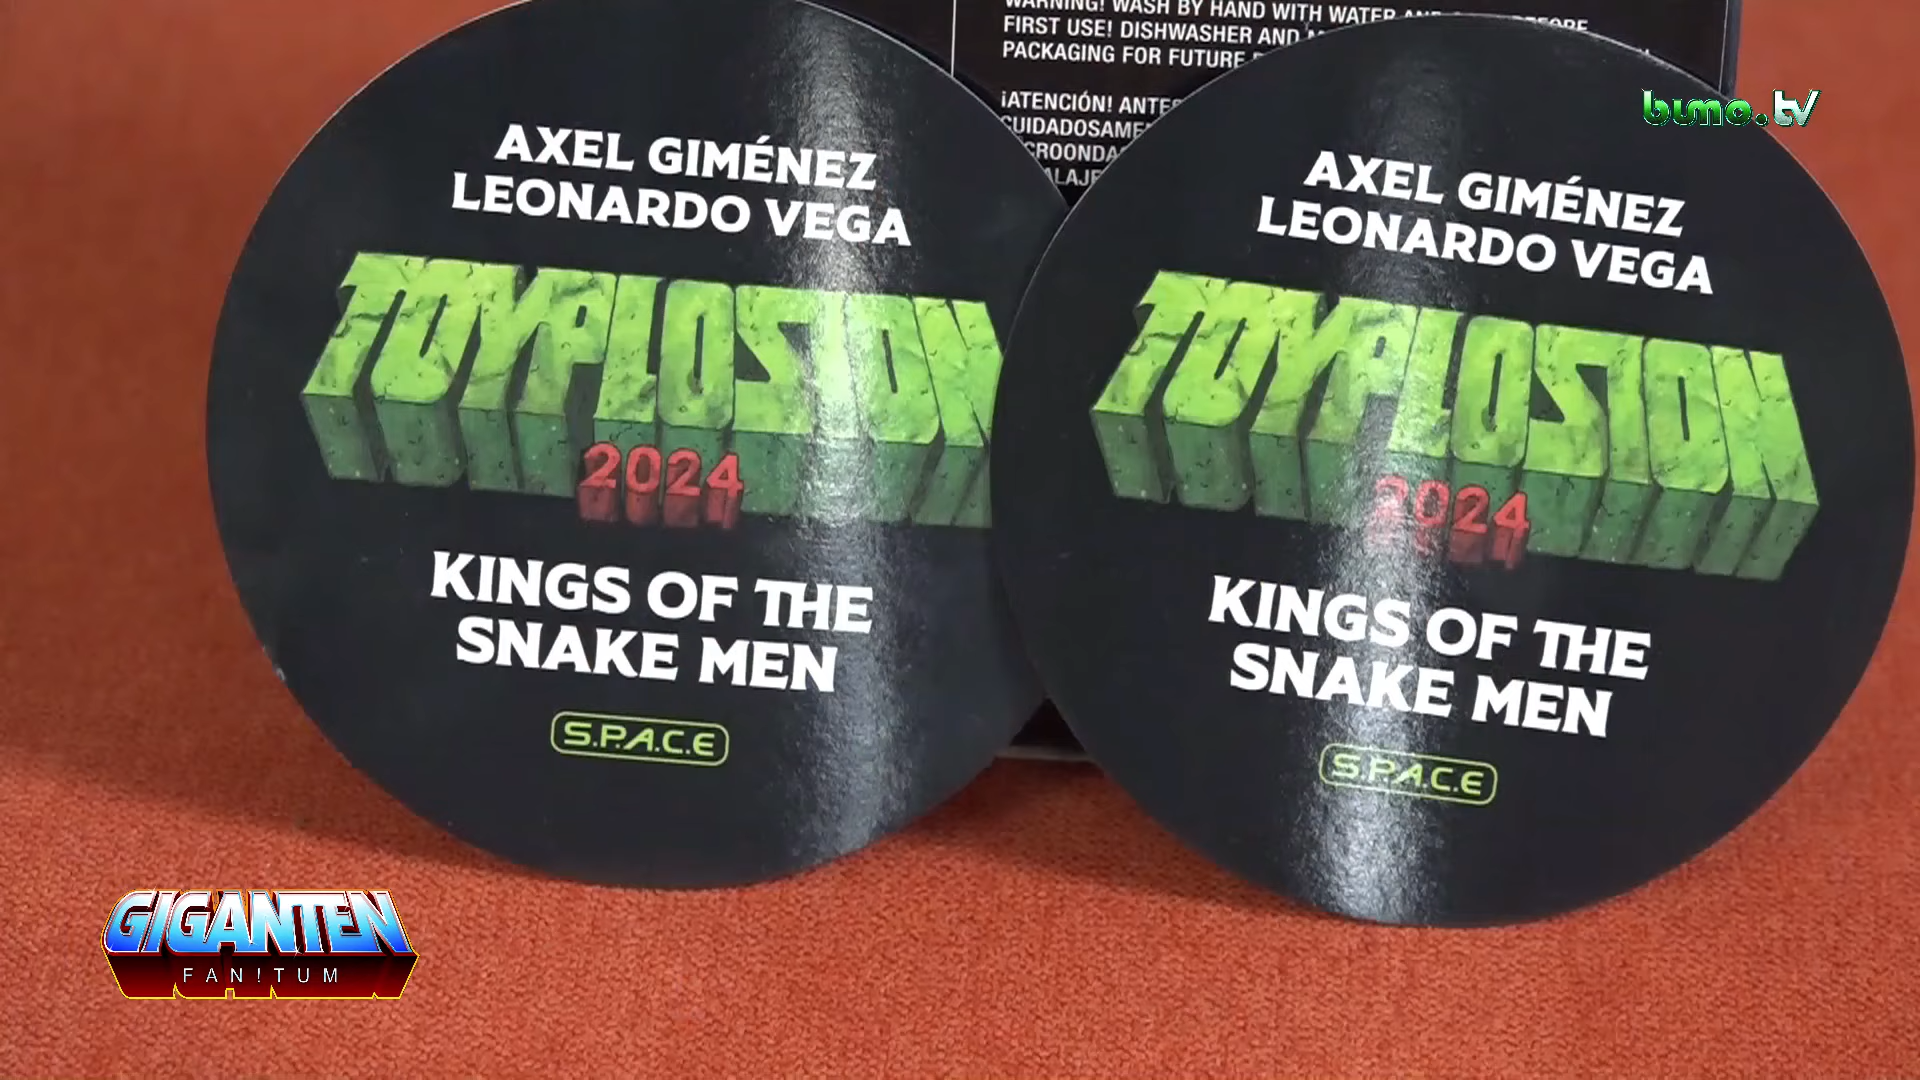 WARNING! WASH BY HAND WITH WATER
FIRST USE! DISHWASHER AND
PACKAGING FOR FUTURE
¡ATENCIÓN!
bumo.tv
AXEL GIMÉNEZ
LEONARDO VEGA
TOYPLOSION
2024
KINGS OF THE
SNAKE MEN
S.P.A.C.E
AXEL GIMÉNEZ
LEONARDO VEGA
TOYPLOSION
2024
KINGS OF THE
SNAKE MEN
S.P.A.C.E
GIGANTEN
FAN!TUM